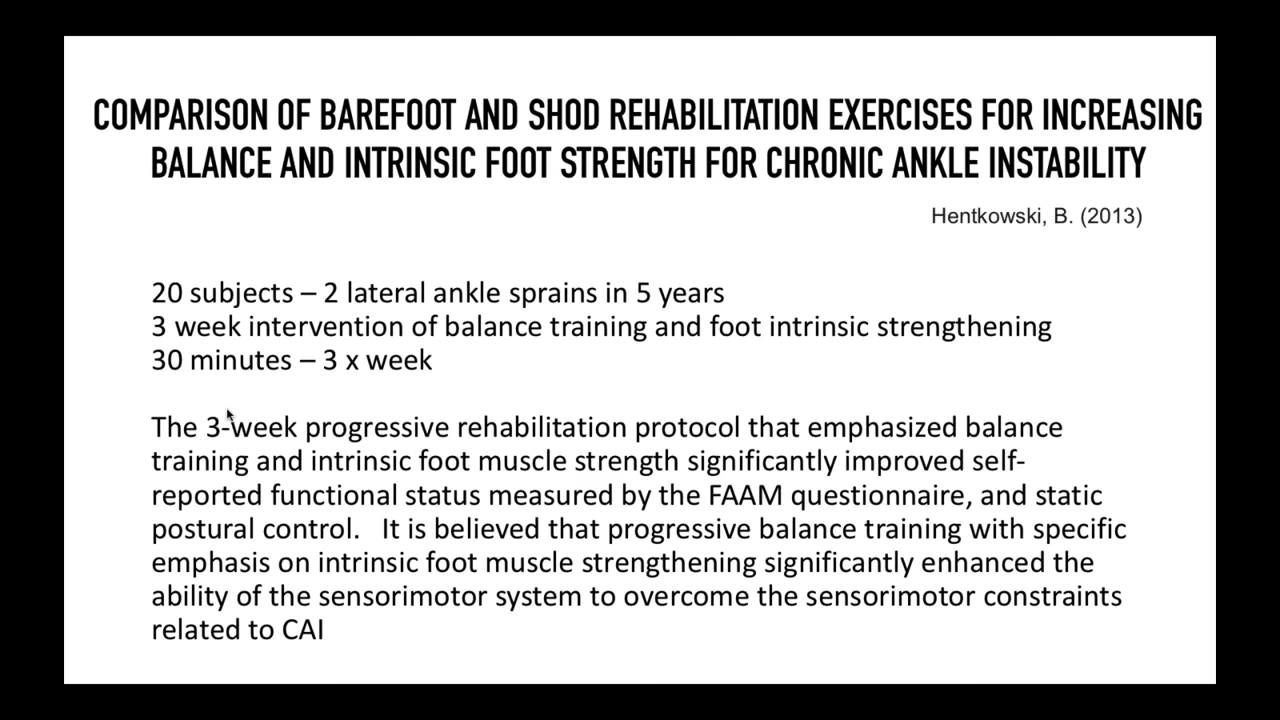 COMPARISON OF BAREFOOT AND SHOD REHABILITATION EXERCISES FOR INCREASING
BALANCE AND INTRINSIC FOOT STRENGTH FOR CHRONIC ANKLE INSTABILITY
Hentkowski, B. (2013)
20 subjects – 2 lateral ankle sprains in 5 years
3 week intervention of balance training and foot intrinsic strengthening
30 minutes – 3 x week
The 3-week progressive rehabilitation protocol that emphasized balance
training and intrinsic foot muscle strength significantly improved self-
reported functional status measured by the FAAM questionnaire, and static
postural control.   It is believed that progressive balance training with specific
emphasis on intrinsic foot muscle strengthening significantly enhanced the
ability of the sensorimotor system to overcome the sensorimotor constraints
related to CAI